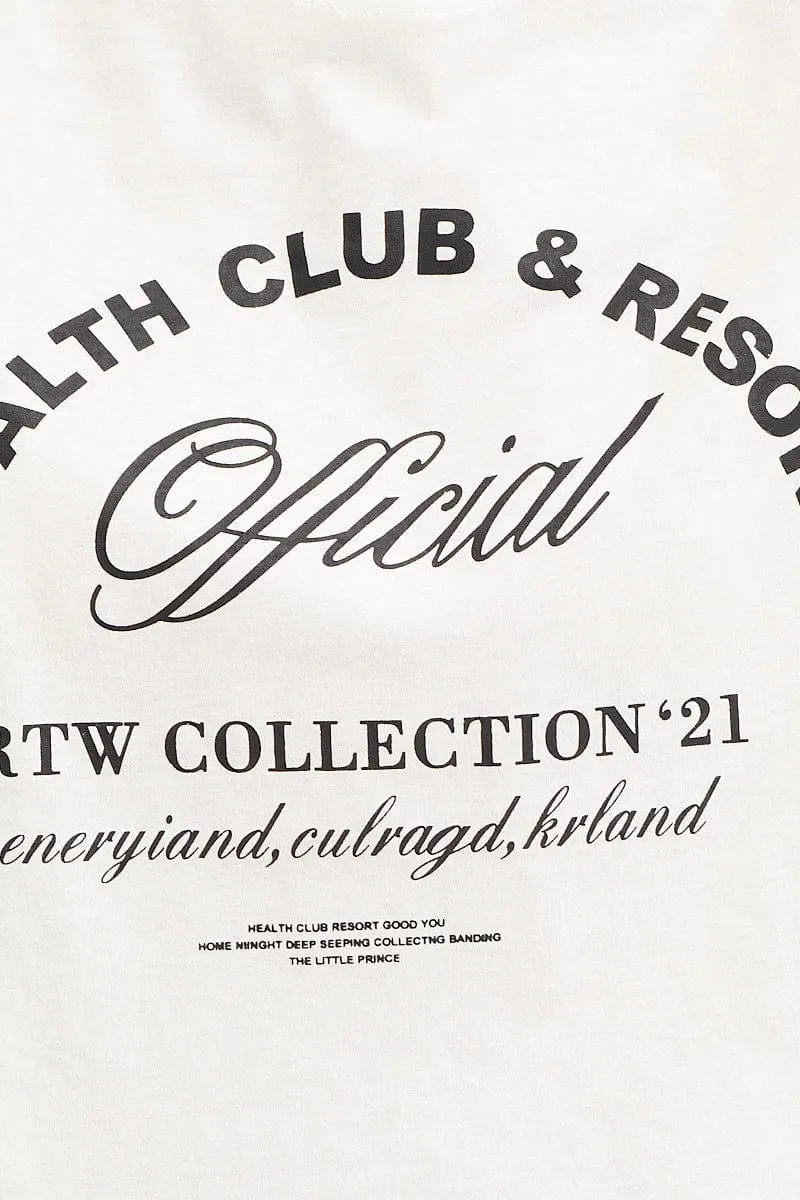 ALTH CLUB & RESOR
Official
RTW COLLECTION ‘21
eneryiand, culragd, krland
HEALTH CLUB RESORT GOOD YOU
HOME NIINGHT DEEP SEEPING COLLECTNG BANDING
THE LITTLE PRINCE